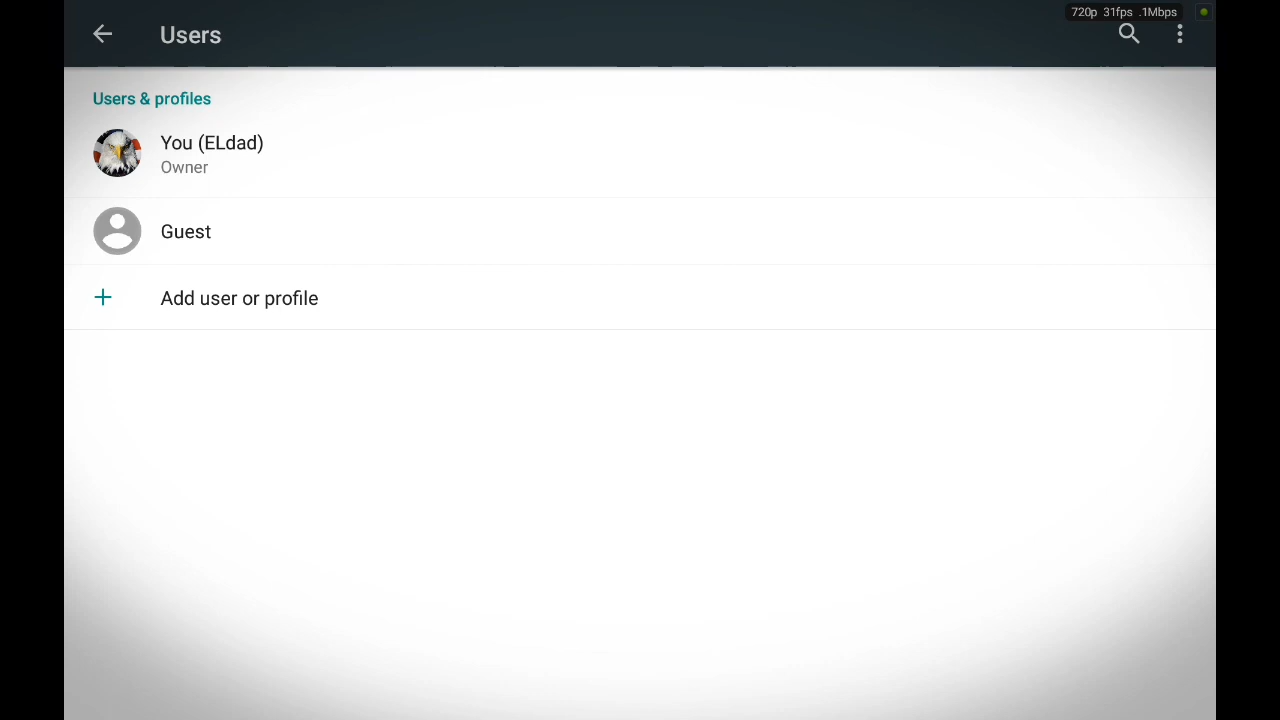 720p 31fps .1Mbps
Users
Users & profiles
You (ELdad)
Owner
Guest
Add user or profile